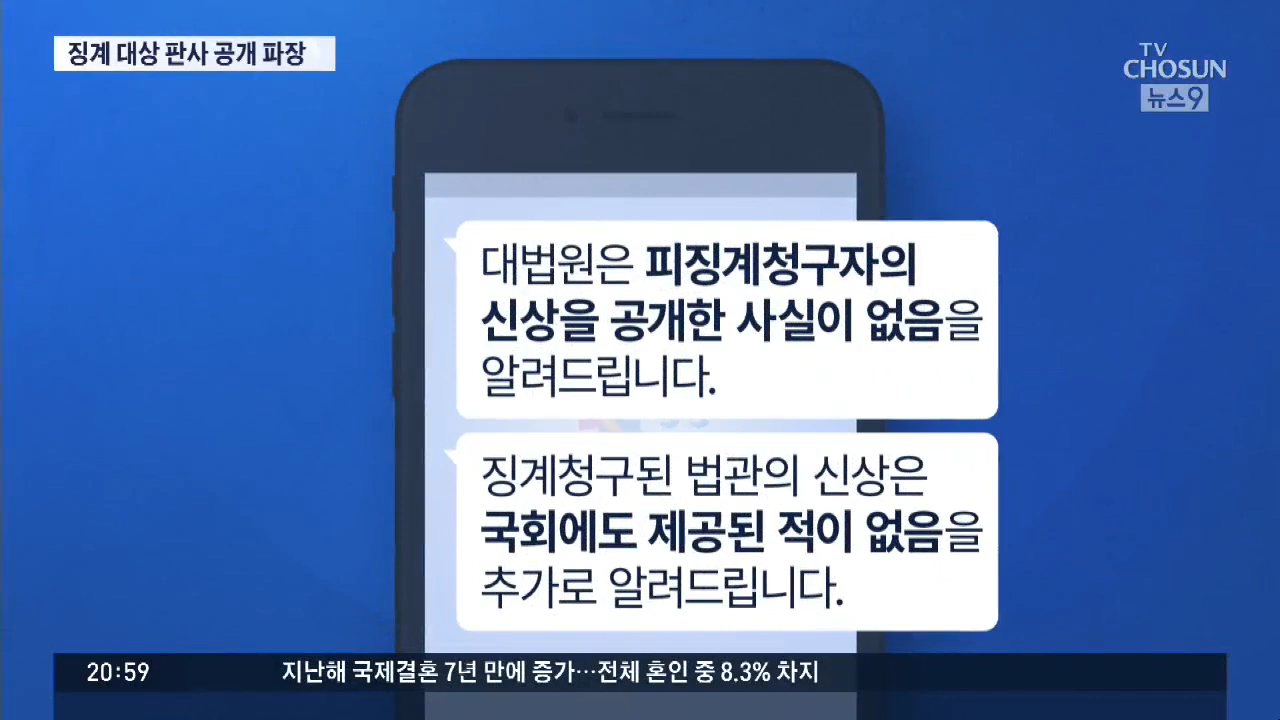 징계 대상 판사 공개 파장
TV
CHOSUN
뉴스9
대법원은 피징계청구자의
신상을 공개한 사실이 없음을
알려드립니다.
징계청구된 법관의 신상은
국회에도 제공된 적이 없음을
추가로 알려드립니다.
20:59 지난해 국제결혼 7년 만에 증가…전체 혼인 중 8.3% 차지